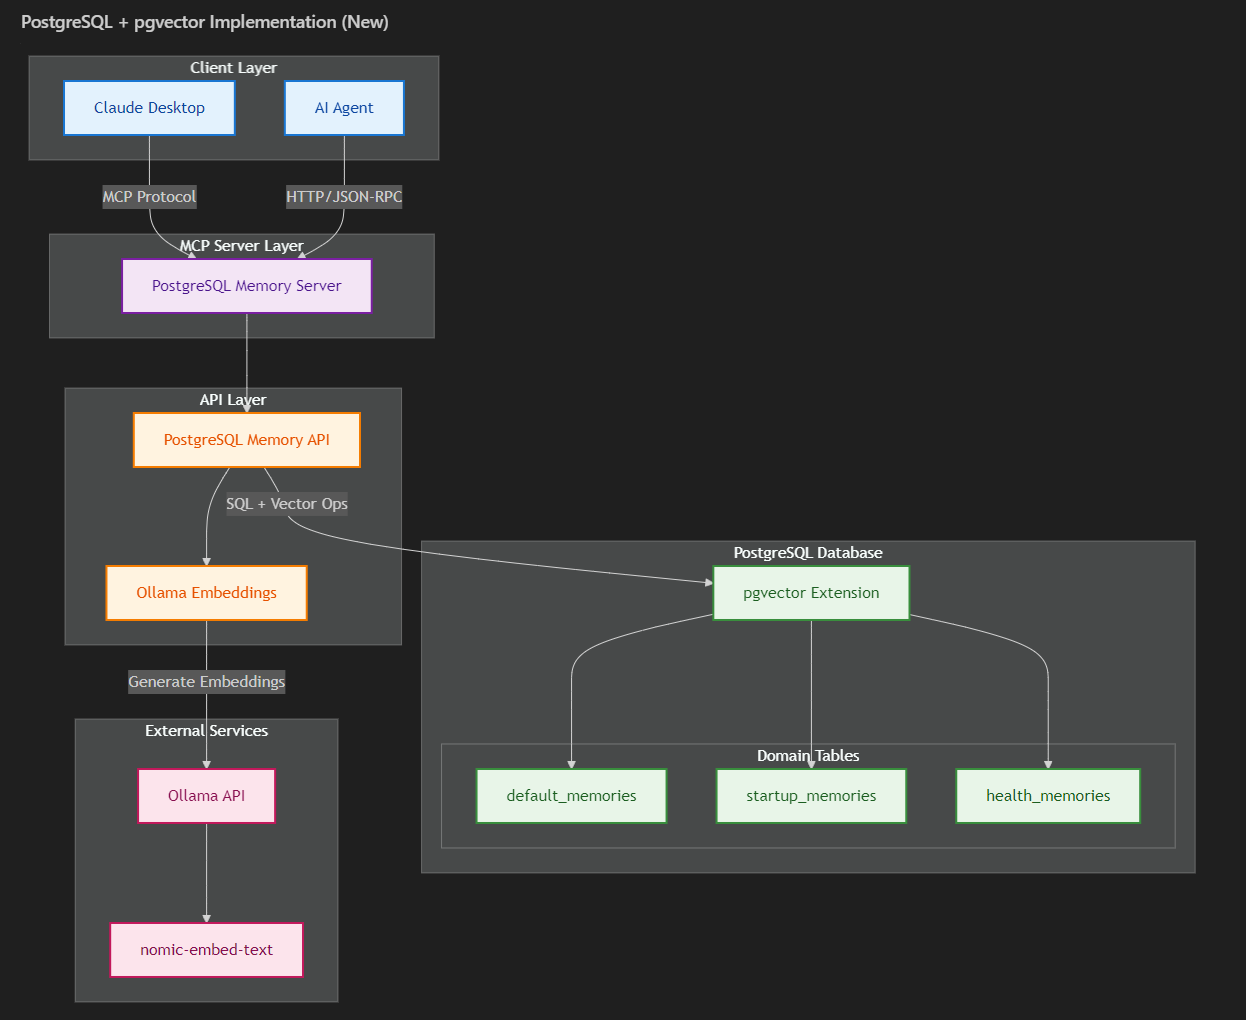 PostgreSQL + pgvector Implementation (New)
Client Layer
Claude Desktop
AI Agent
MCP Protocol
HTTP/JSON-RPC
MCP Server Layer
PostgreSQL Memory Server
API Layer
PostgreSQL Memory API
SQL + Vector Ops
Ollama Embeddings
Generate Embeddings
External Services
Ollama API
nomic-embed-text
PostgreSQL Database
pgvector Extension
Domain Tables
default_memories
startup_memories
health_memories